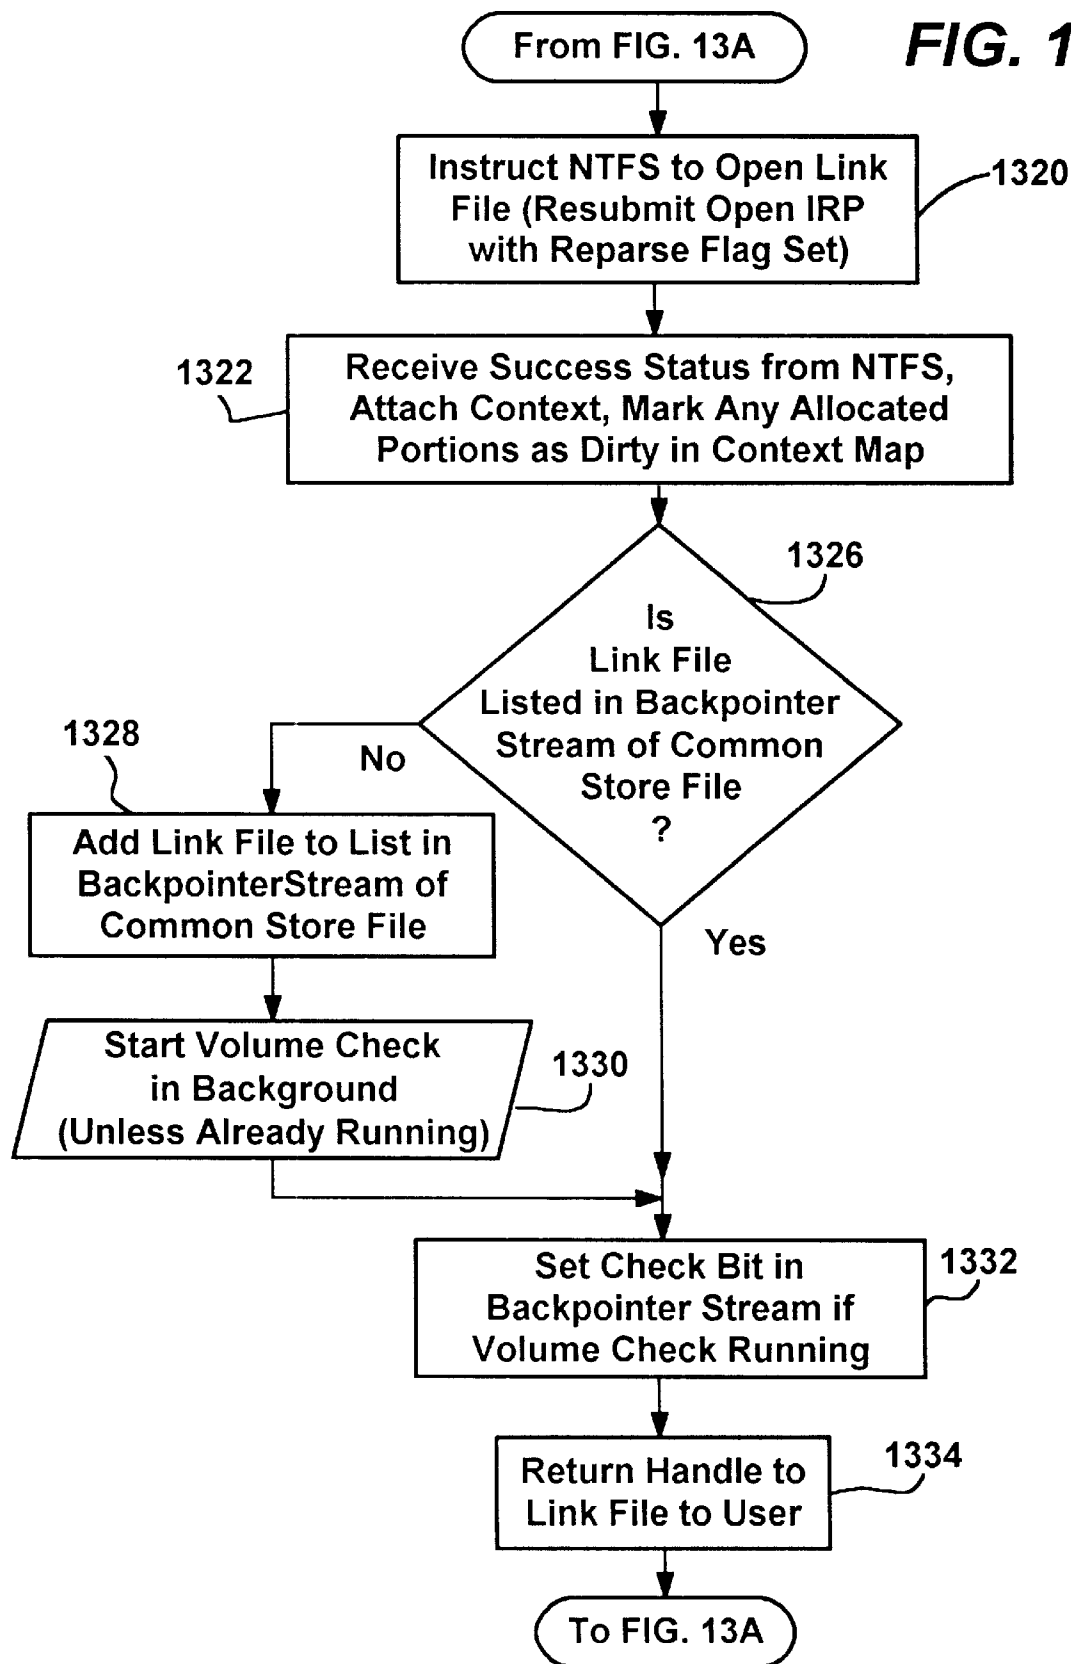 From FIG. 13A
FIG. 1
Instruct NTFS to Open Link
File (Resubmit Open IRP
with Reparse Flag Set)
1320
1322
Receive Success Status from NTFS,
Attach Context, Mark Any Allocated
Portions as Dirty in Context Map
1326
Is
Link File
Listed in Backpointer
Stream of Common
Store File
?
No
1328
Add Link File to List in
BackpointerStream of
Common Store File
Yes
Start Volume Check
in Background
(Unless Already Running)
1330
Set Check Bit in
Backpointer Stream if
Volume Check Running
1332
Return Handle to
Link File to User
1334
To FIG. 13A